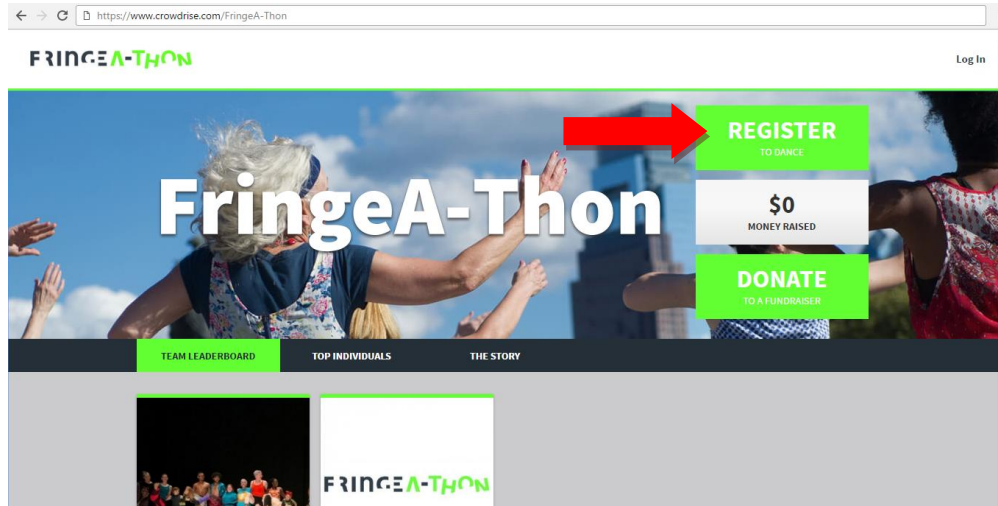 https://www.crowdrise.com/FringeA-Thon
FRINGEA-THON
Log In
FringeA-Thon
REGISTER
TO DANCE
$0
MONEY RAISED
DONATE
TO A FUNDRAISER
TEAM LEADERBOARD
TOP INDIVIDUALS
THE STORY
FRINGEA-THON